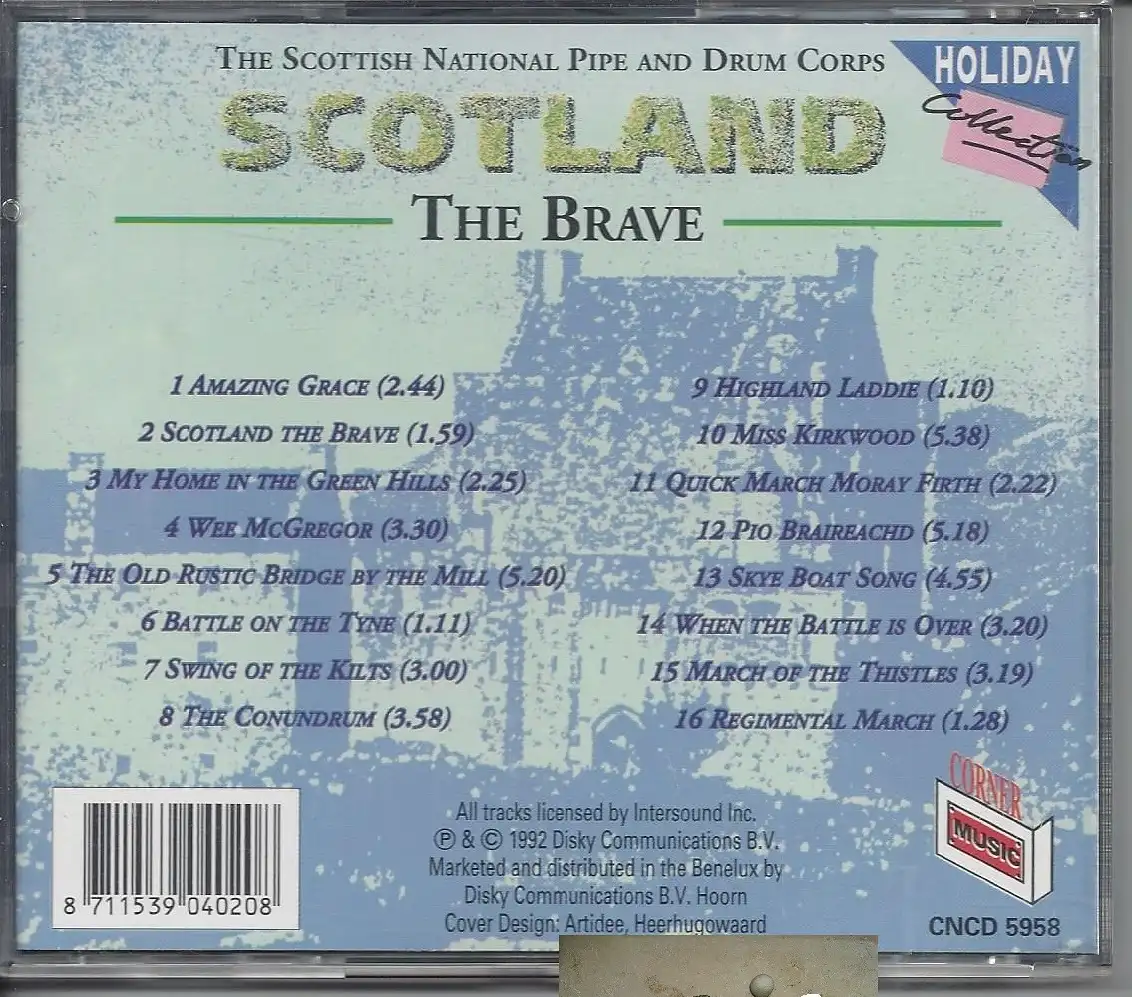 THE SCOTTISH NATIONAL PIPE AND DRUM CORPS
HOLIDAY
Collection
SCOTLAND
THE BRAVE
1 AMAZING GRACE (2.44)
2 SCOTLAND THE BRAVE (1.59)
3 MY HOME IN THE GREEN HILLS (2.25)
4 WEE MCGREGOR (3.30)
5 THE OLD RUSTIC BRIDGE BY THE MILL (5.20)
6 BATTLE ON THE TYNE (1.11)
7 SWING OF THE KILTS (3.00)
8 THE CONUNDRUM (3.58)
9 HIGHLAND LADDIE (1.10)
10 MISS KIRKWOOD (5.38)
11 QUICK MARCH MORAY FIRTH (2.22)
12 PIO BRAIREACHD (5.18)
13 SKYE BOAT SONG (4.55)
14 WHEN THE BATTLE IS OVER (3.20)
15 MARCH OF THE THISTLES (3.19)
16 REGIMENTAL MARCH (1.28)
8 711539 040208
All tracks licensed by Intersound Inc.
Ⓟ & © 1992 Disky Communications B.V.
Marketed and distributed in the Benelux by
Disky Communications B.V. Hoorn
Cover Design: Artidee, Heerhugowaard
CORNER
MUSIC
CNCD 5958